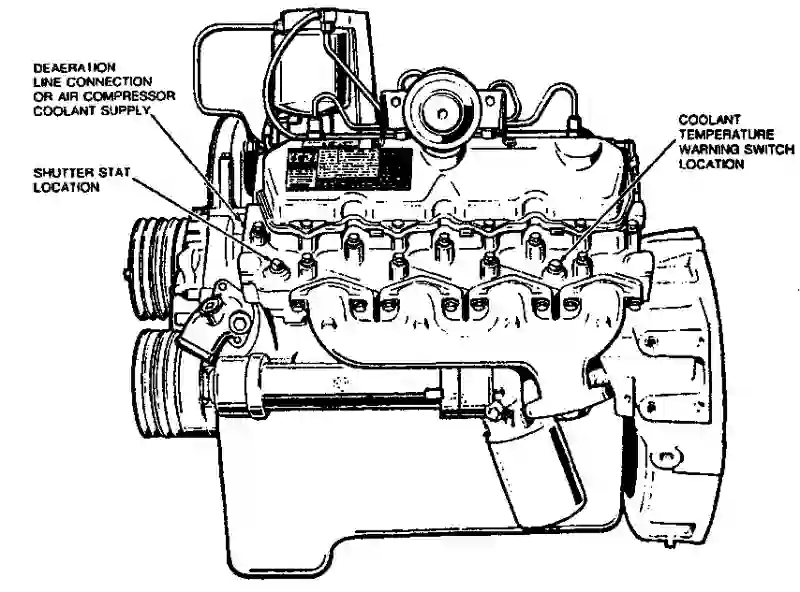 DEAERATION
LINE CONNECTION
OR AIR COMPRESSOR
COOLANT SUPPLY
SHUTTER STAT
LOCATION
COOLANT
TEMPERATURE
WARNING SWITCH
LOCATION